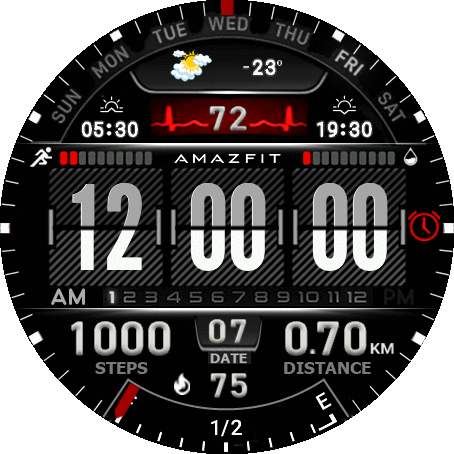 SUN MON TUE WED THU FRI SAT
-23°
05:30 72 19:30
AMAZFIT
12 00 00
AM 1 2 3 4 5 6 7 8 9 10 11 12 PM
1000 07 0.70 KM
STEPS DATE DISTANCE
75
E
1/2